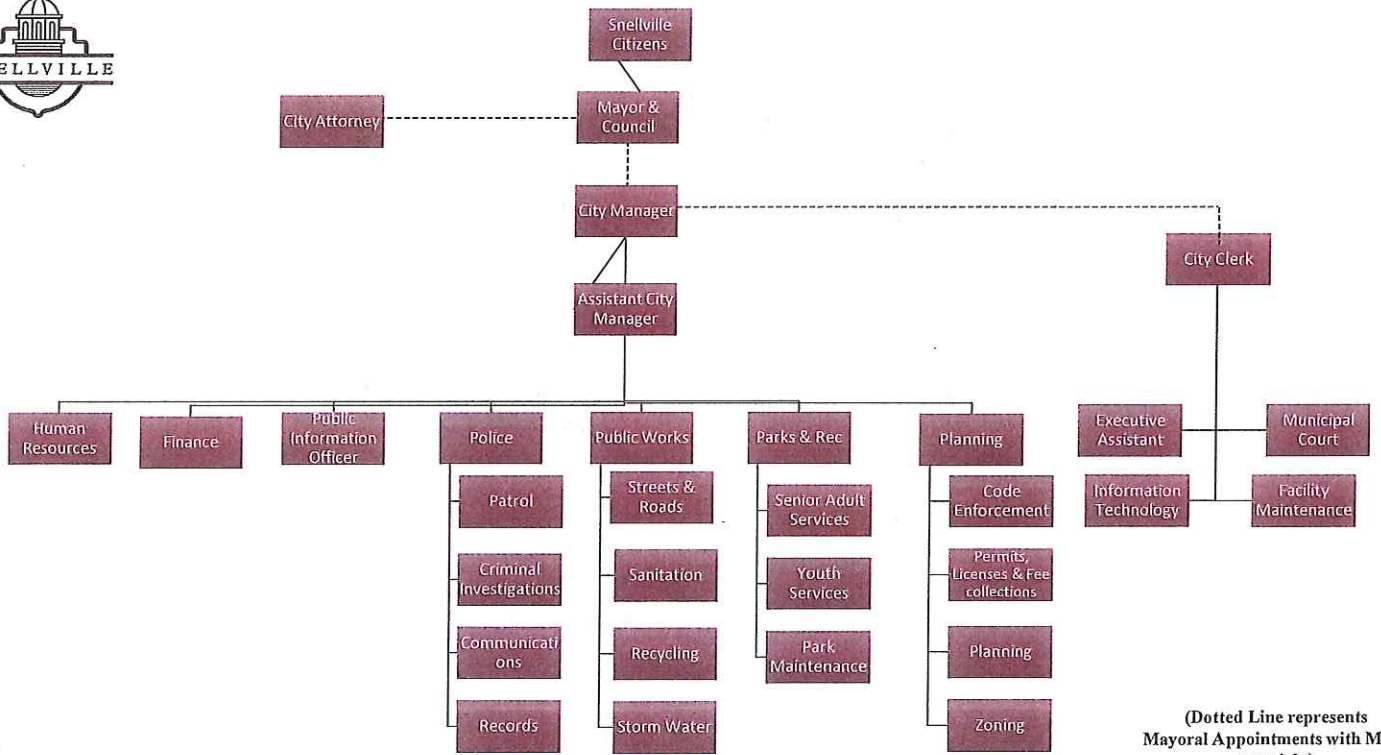 ELLVILLE
Snellville
Citizens
City Attorney
Mayor &
Council
City Manager
City Clerk
Assistant City
Manager
Human
Resources
Finance
Public
Information
Officer
Police
Public Works
Parks & Rec
Planning
Executive
Assistant
Municipal
Court
Information
Technology
Facility
Maintenance
Patrol
Criminal
Investigations
Communicati
ons
Records
Streets &
Roads
Sanitation
Recycling
Storm Water
Senior Adult
Services
Youth
Services
Park
Maintenance
Code
Enforcement
Permits,
Licenses & Fee
collections
Planning
Zoning
(Dotted Line represents
Mayoral Appointments with M